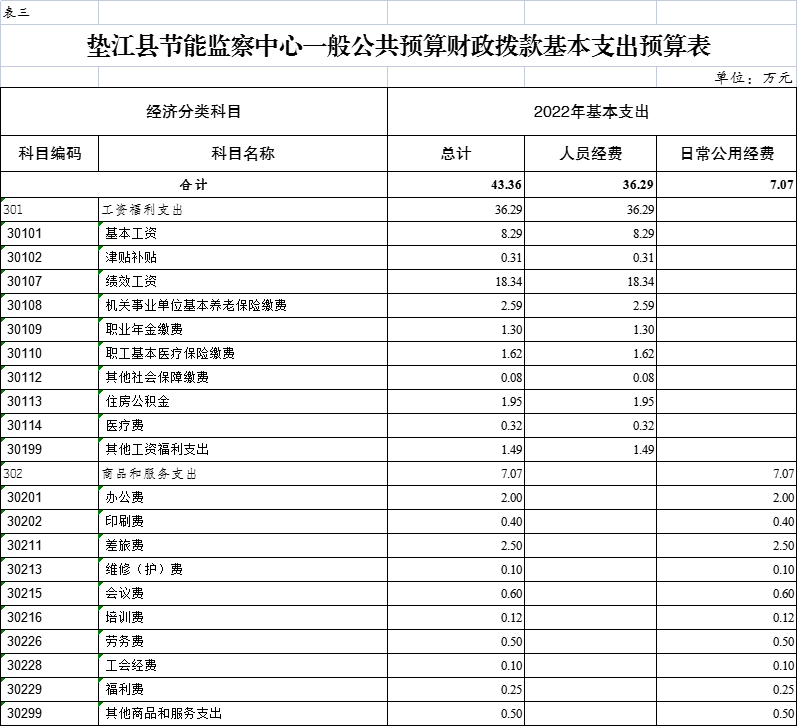 表三
垫江县节能监察中心一般公共预算财政拨款基本支出预算表
单位：万元
经济分类科目 2022年基本支出
科目编码 科目名称 总计 人员经费 日常公用经费
合计 43.36 36.29 7.07
301 工资福利支出 36.29 36.29
30101 基本工资 8.29 8.29
30102 津贴补贴 0.31 0.31
30107 绩效工资 18.34 18.34
30108 机关事业单位基本养老保险缴费 2.59 2.59
30109 职业年金缴费 1.30 1.30
30110 职工基本医疗保险缴费 1.62 1.62
30112 其他社会保障缴费 0.08 0.08
30113 住房公积金 1.95 1.95
30114 医疗费 0.32 0.32
30199 其他工资福利支出 1.49 1.49
302 商品和服务支出 7.07 7.07
30201 办公费 2.00 2.00
30202 印刷费 0.40 0.40
30211 差旅费 2.50 2.50
30213 维修（护）费 0.10 0.10
30215 会议费 0.60 0.60
30216 培训费 0.12 0.12
30226 劳务费 0.50 0.50
30228 工会经费 0.10 0.10
30229 福利费 0.25 0.25
30299 其他商品和服务支出 0.50 0.50